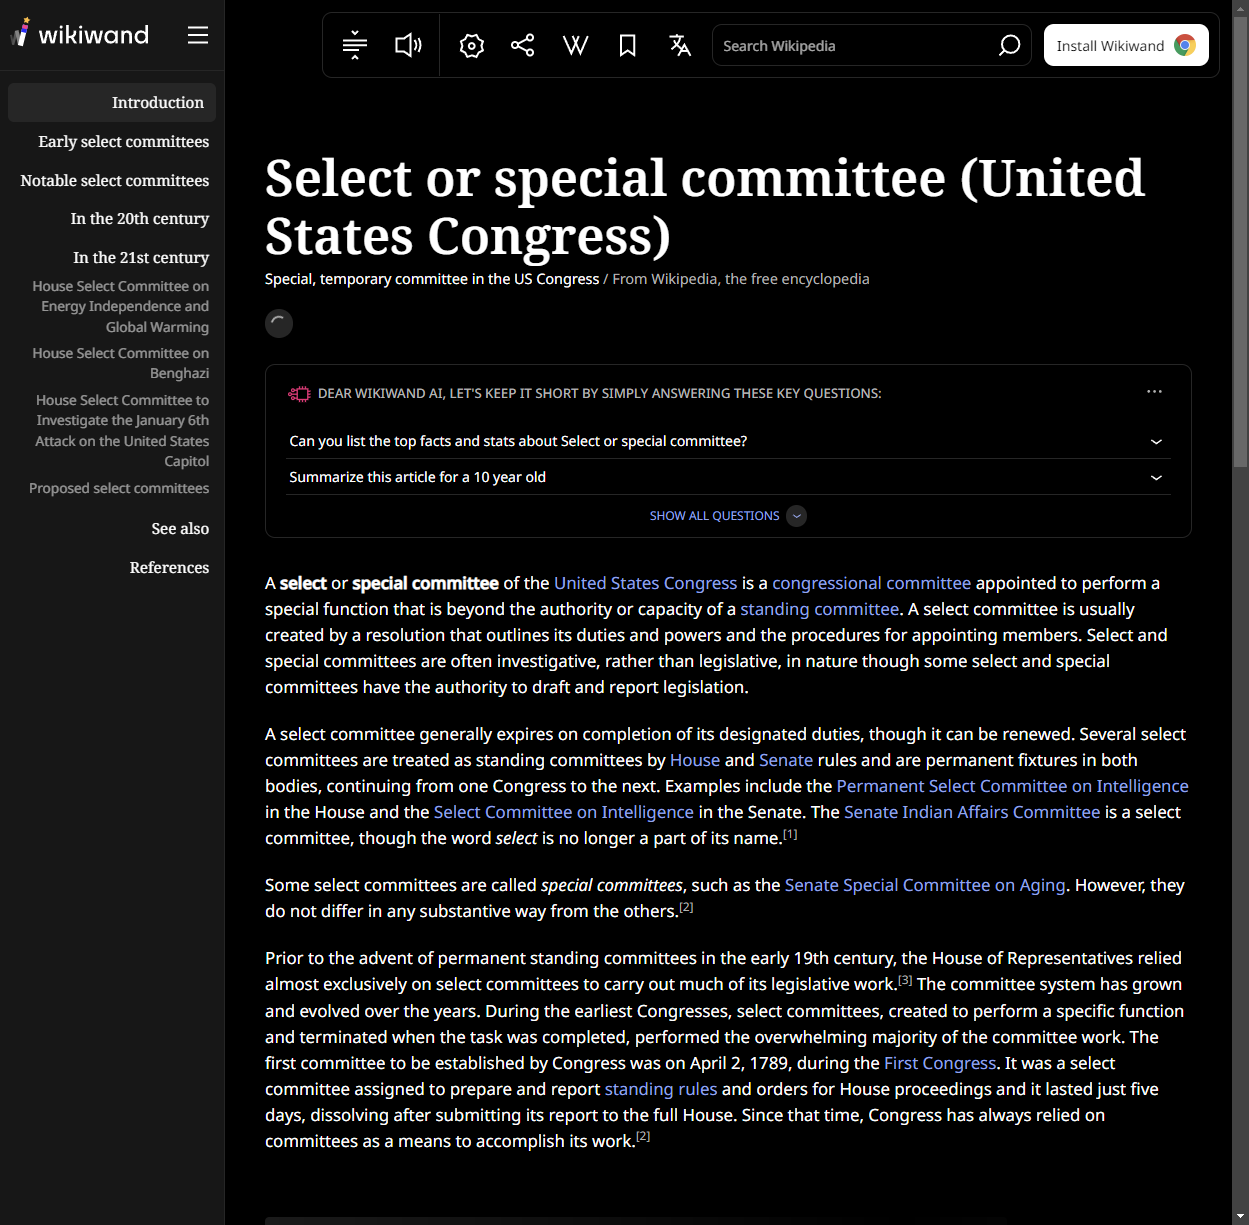 wikiwand
Introduction
Early select committees
Notable select committees
In the 20th century
In the 21st century
House Select Committee on
Energy Independence and
Global Warming
House Select Committee on
Benghazi
House Select Committee to
Investigate the January 6th
Attack on the United States
Capitol
Proposed select committees
See also
References
Search Wikipedia
Install Wikiwand
Select or special committee (United
States Congress)
Special, temporary committee in the US Congress / From Wikipedia, the free encyclopedia
DEAR WIKIWAND AI, LET'S KEEP IT SHORT BY SIMPLY ANSWERING THESE KEY QUESTIONS:
Can you list the top facts and stats about Select or special committee?
Summarize this article for a 10 year old
SHOW ALL QUESTIONS
A select or special committee of the United States Congress is a congressional committee appointed to perform a
special function that is beyond the authority or capacity of a standing committee. A select committee is usually
created by a resolution that outlines its duties and powers and the procedures for appointing members. Select and
special committees are often investigative, rather than legislative, in nature though some select and special
committees have the authority to draft and report legislation.
A select committee generally expires on completion of its designated duties, though it can be renewed. Several select
committees are treated as standing committees by House and Senate rules and are permanent fixtures in both
bodies, continuing from one Congress to the next. Examples include the Permanent Select Committee on Intelligence
in the House and the Select Committee on Intelligence in the Senate. The Senate Indian Affairs Committee is a select
committee, though the word select is no longer a part of its name.[1]
Some select committees are called special committees, such as the Senate Special Committee on Aging. However, they
do not differ in any substantive way from the others.[2]
Prior to the advent of permanent standing committees in the early 19th century, the House of Representatives relied
almost exclusively on select committees to carry out much of its legislative work.[3] The committee system has grown
and evolved over the years. During the earliest Congresses, select committees, created to perform a specific function
and terminated when the task was completed, performed the overwhelming majority of the committee work. The
first committee to be established by Congress was on April 2, 1789, during the First Congress. It was a select
committee assigned to prepare and report standing rules and orders for House proceedings and it lasted just five
days, dissolving after submitting its report to the full House. Since that time, Congress has always relied on
committees as a means to accomplish its work.[2]